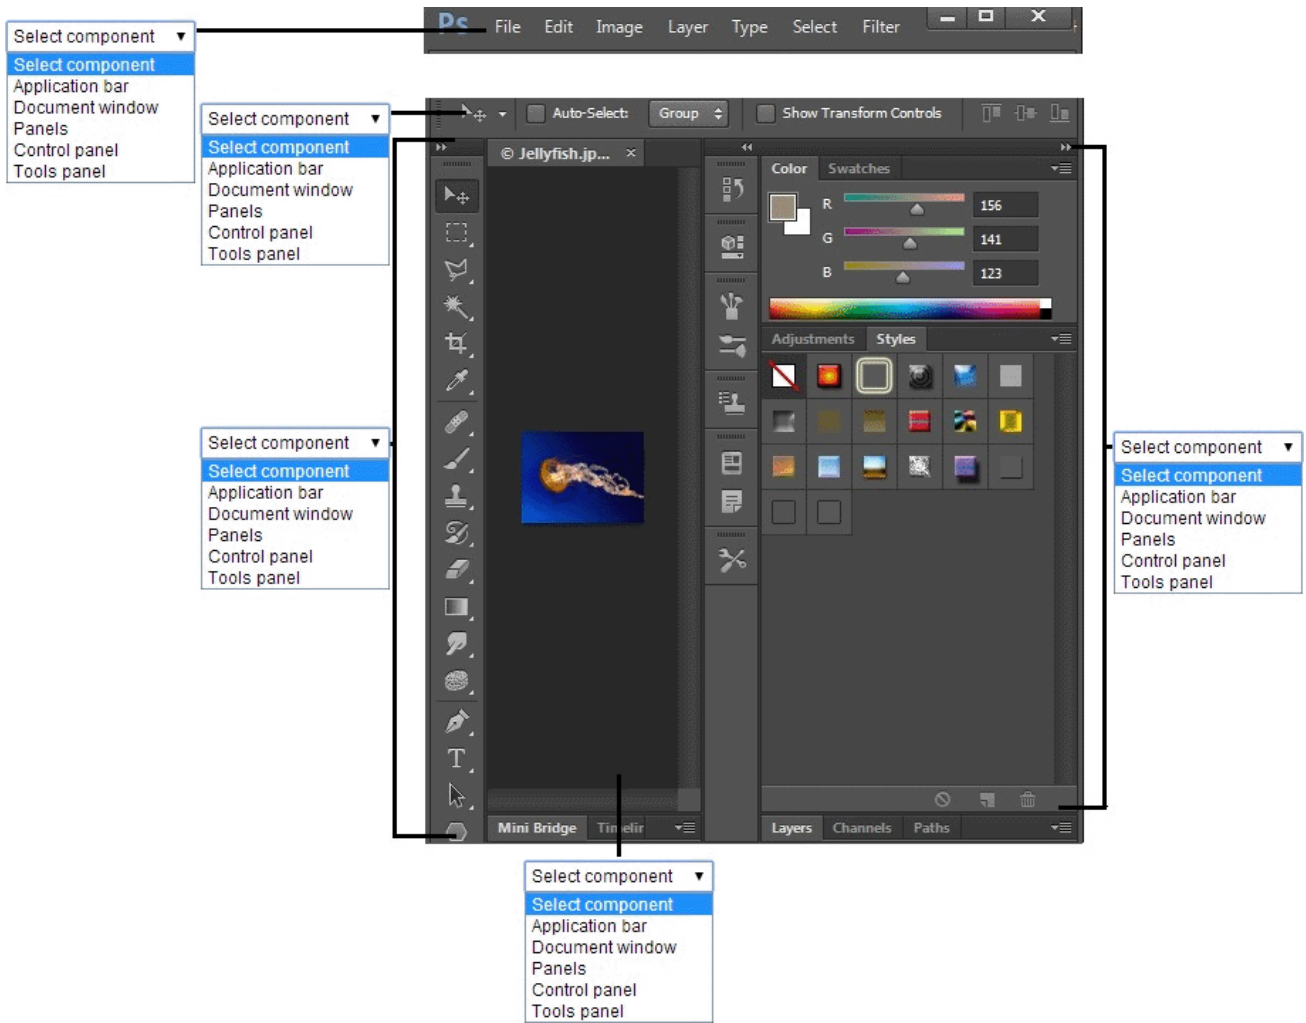 Ps File Edit Image Layer Type Select Filter
Select component
Select component
Application bar
Document window
Panels
Control panel
Tools panel
Auto-Select: Group Show Transform Controls
Select component
Select component
Application bar
Document window
Panels
Control panel
Tools panel
© Jellyfish.jp... ×
Color Swatches
R 156
G 141
B 123
Adjustments Styles
Select component
Select component
Application bar
Document window
Panels
Control panel
Tools panel
Select component
Select component
Application bar
Document window
Panels
Control panel
Tools panel
T
Mini Bridge Timelir
Layers Channels Paths
Select component
Select component
Application bar
Document window
Panels
Control panel
Tools panel